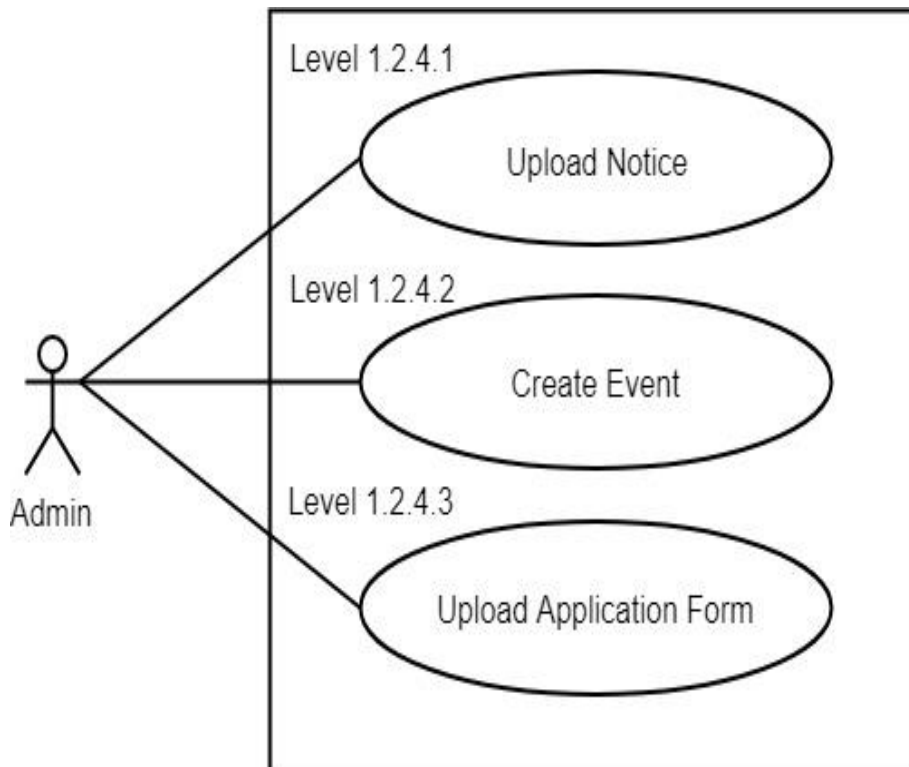 Level 1.2.4.1
Upload Notice
Level 1.2.4.2
Create Event
Admin
Level 1.2.4.3
Upload Application Form